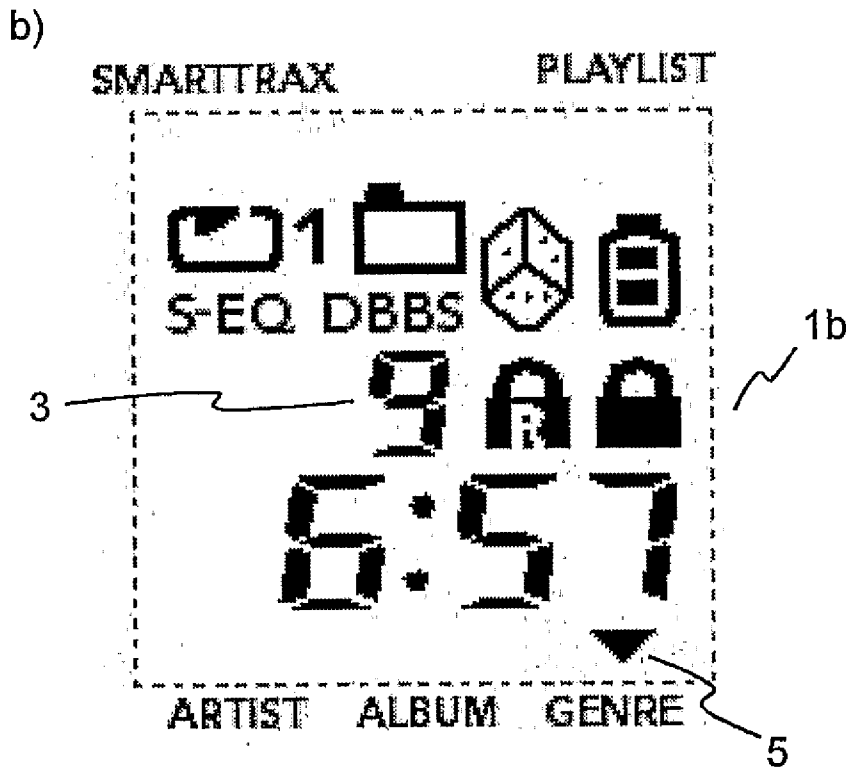 b)
SMARTTRAX PLAYLIST
1
S-EQ DBBS
1b
3 9 R
6:57
ARTIST ALBUM GENRE
5